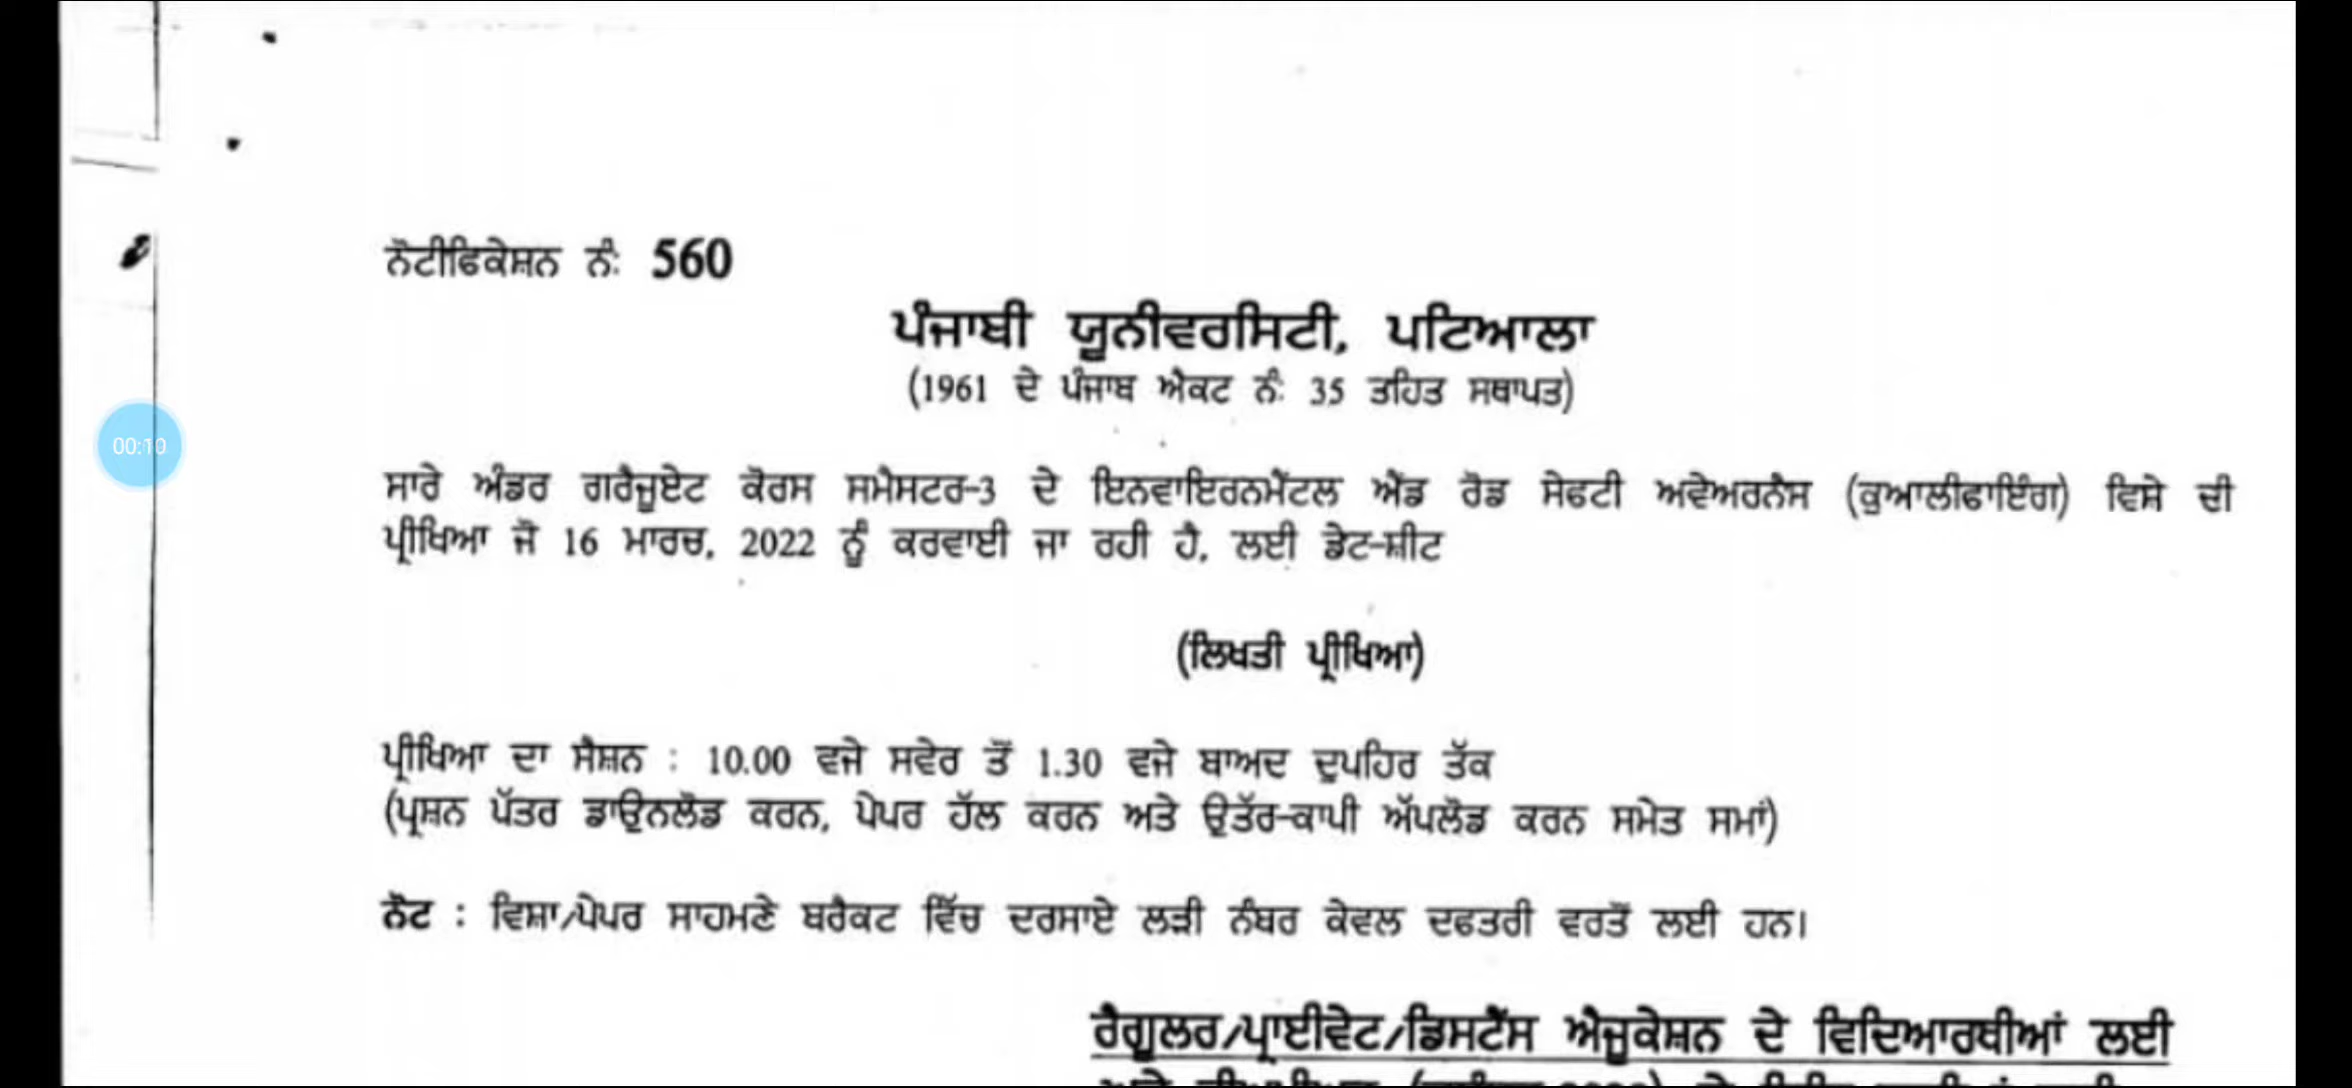 ਨੋਟੀਫਿਕੇਸ਼ਨ ਨੰ: 560
ਪੰਜਾਬੀ ਯੂਨੀਵਰਸਿਟੀ, ਪਟਿਆਲਾ
(1961 ਦੇ ਪੰਜਾਬ ਐਕਟ ਨੰ: 35 ਤਹਿਤ ਸਥਾਪਤ)
ਸਾਰੇ ਅੰਡਰ ਗਰੈਜੂਏਟ ਕੋਰਸ ਸਮੈਸਟਰ-3 ਦੇ ਇਨਵਾਇਰਨਮੈਂਟਲ ਐਂਡ ਰੋਡ ਸੇਫਟੀ ਅਵੇਅਰਨੈਸ (ਕੁਆਲੀਫਾਇੰਗ) ਵਿਸ਼ੇ ਦੀ
ਪ੍ਰੀਖਿਆ ਜੋ 16 ਮਾਰਚ, 2022 ਨੂੰ ਕਰਵਾਈ ਜਾ ਰਹੀ ਹੈ, ਲਈ ਡੇਟ-ਸ਼ੀਟ
(ਲਿਖਤੀ ਪ੍ਰੀਖਿਆ)
00:10
ਪ੍ਰੀਖਿਆ ਦਾ ਸੈਸ਼ਨ : 10.00 ਵਜੇ ਸਵੇਰ ਤੋਂ 1.30 ਵਜੇ ਬਾਅਦ ਦੁਪਹਿਰ ਤੱਕ
(ਪ੍ਰਸ਼ਨ ਪੱਤਰ ਡਾਊਨਲੋਡ ਕਰਨ, ਪੇਪਰ ਹੱਲ ਕਰਨ ਅਤੇ ਉਤੱਰ-ਕਾਪੀ ਅੱਪਲੋਡ ਕਰਨ ਸਮੇਤ ਸਮਾਂ)
ਨੋਟ : ਵਿਸ਼ਾ/ਪੇਪਰ ਸਾਹਮਣੇ ਬਰੈਕਟ ਵਿੱਚ ਦਰਸਾਏ ਲੜੀ ਨੰਬਰ ਕੇਵਲ ਦਫਤਰੀ ਵਰਤੋਂ ਲਈ ਹਨ।
ਰੈਗੂਲਰ/ਪ੍ਰਾਈਵੇਟ/ਡਿਸਟੈਂਸ ਐਜੂਕੇਸ਼ਨ ਦੇ ਵਿਦਿਆਰਥੀਆਂ ਲਈ